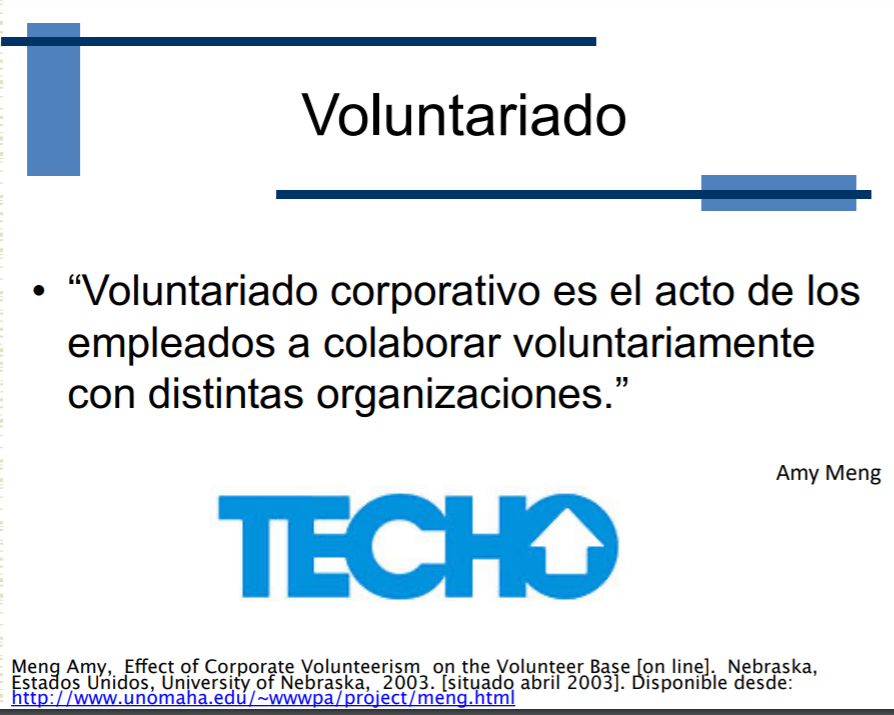 Voluntariado
• “Voluntariado corporativo es el acto de los
empleados a colaborar voluntariamente
con distintas organizaciones.”
Amy Meng
TECHO
Meng Amy, Effect of Corporate Volunteerism on the Volunteer Base [on line]. Nebraska,
Estados Unidos, University of Nebraska, 2003. [situado abril 2003]. Disponible desde:
http://www.unomaha.edu/~wwwpa/project/meng.html